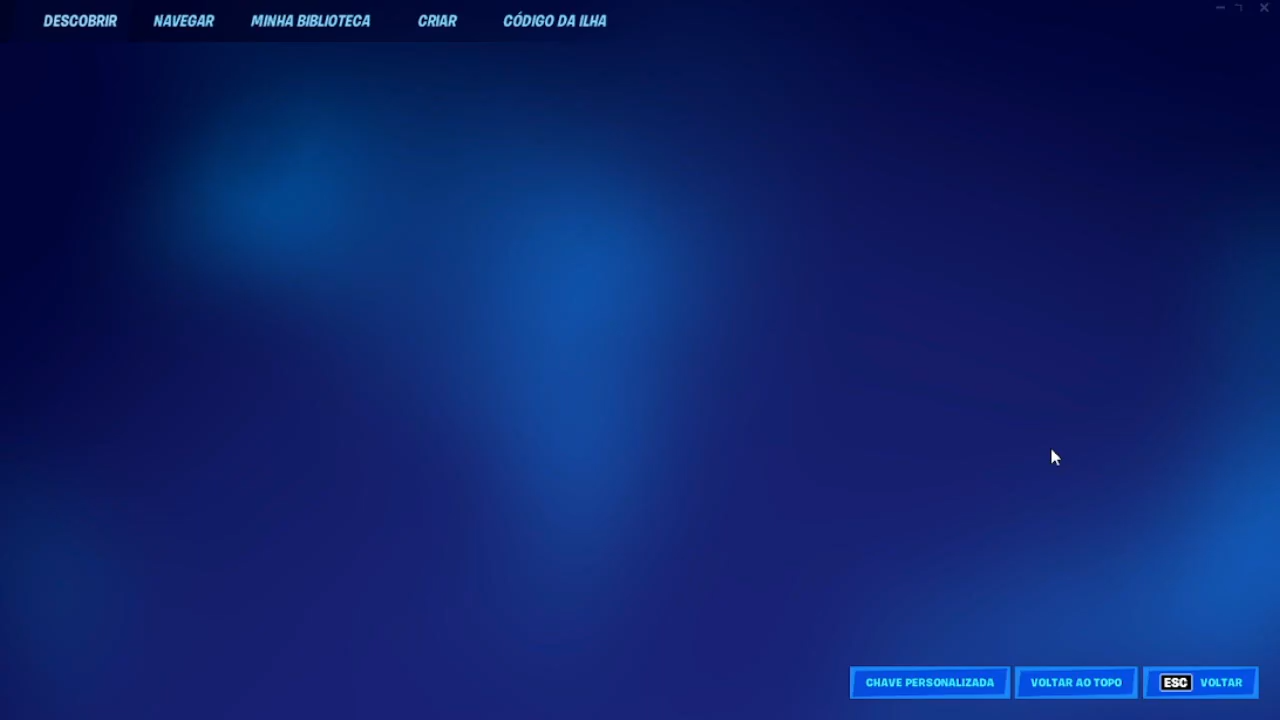 DESCOBRIR NAVEGAR MINHA BIBLIOTECA CRIAR CÓDIGO DA ILHA
CHAVE PERSONALIZADA VOLTAR AO TOPO ESC VOLTAR